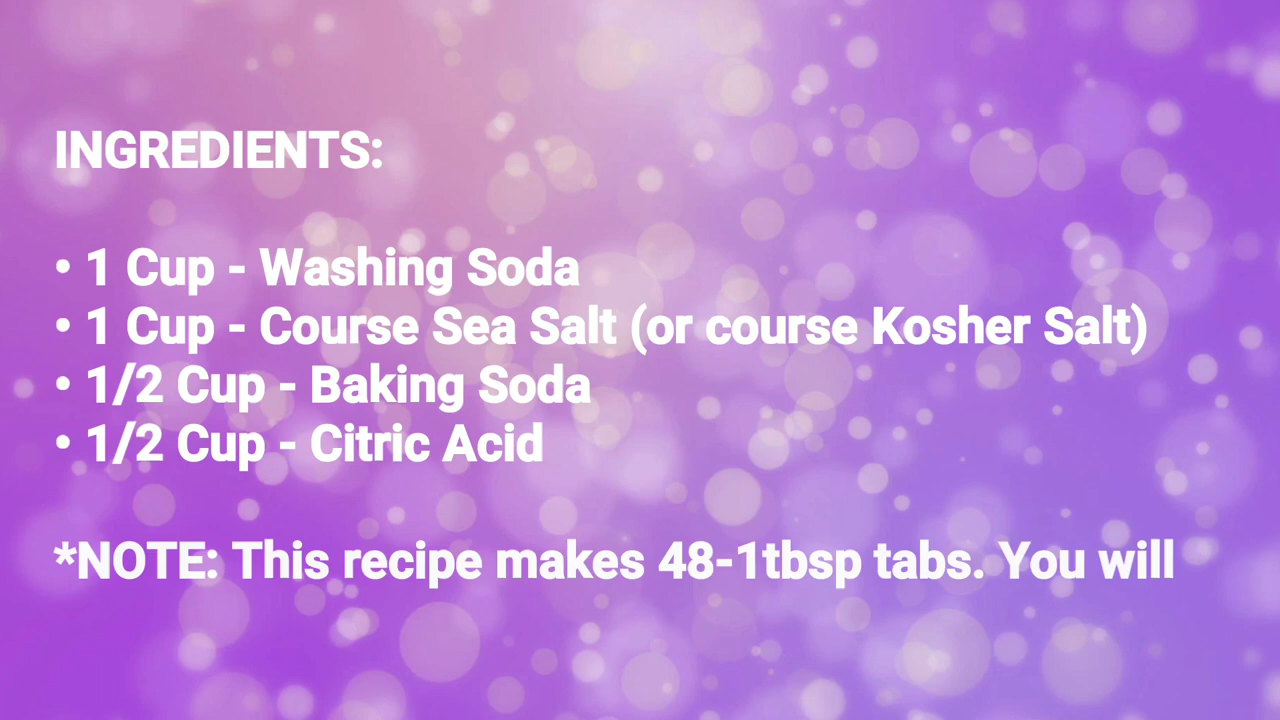 INGREDIENTS:
• 1 Cup - Washing Soda
• 1 Cup - Course Sea Salt (or course Kosher Salt)
• 1/2 Cup - Baking Soda
• 1/2 Cup - Citric Acid
*NOTE: This recipe makes 48-1tbsp tabs. You will